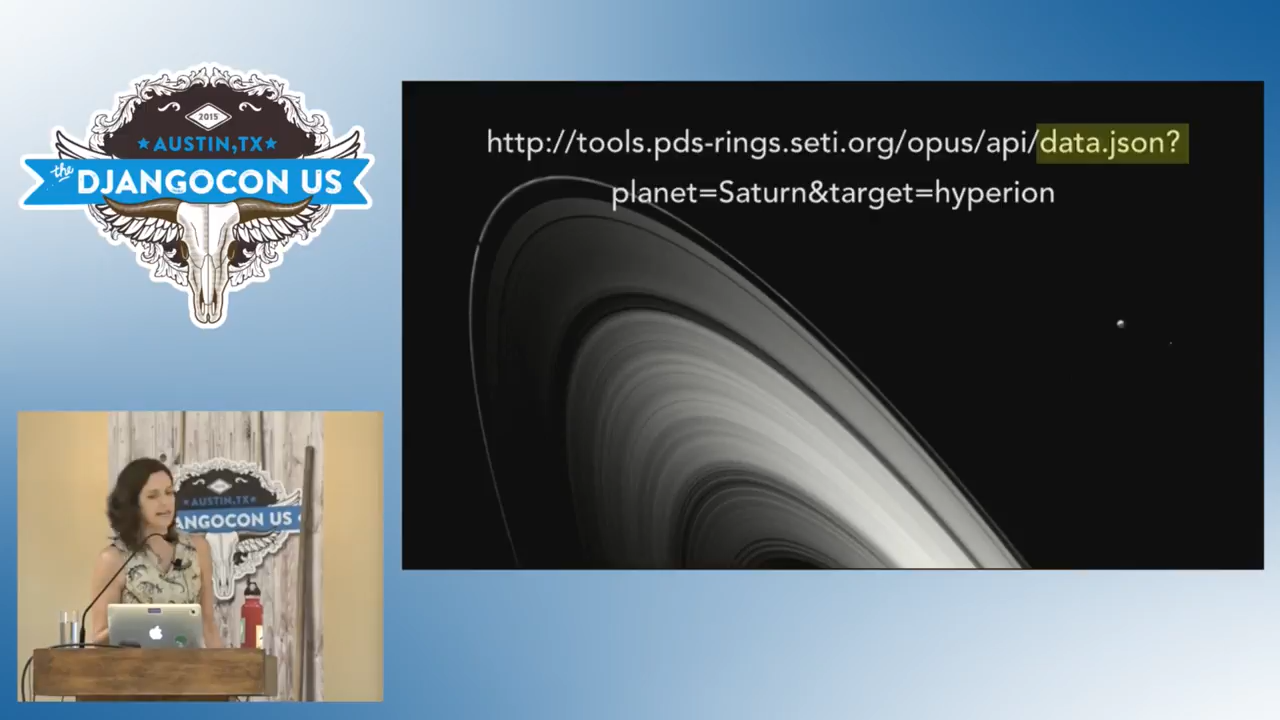 2015
AUSTIN,TX
the
DJANGOCON US
http://tools.pds-rings.seti.org/opus/api/data.json?
planet=Saturn&target=hyperion
AUSTIN,TX
ANGOCON US